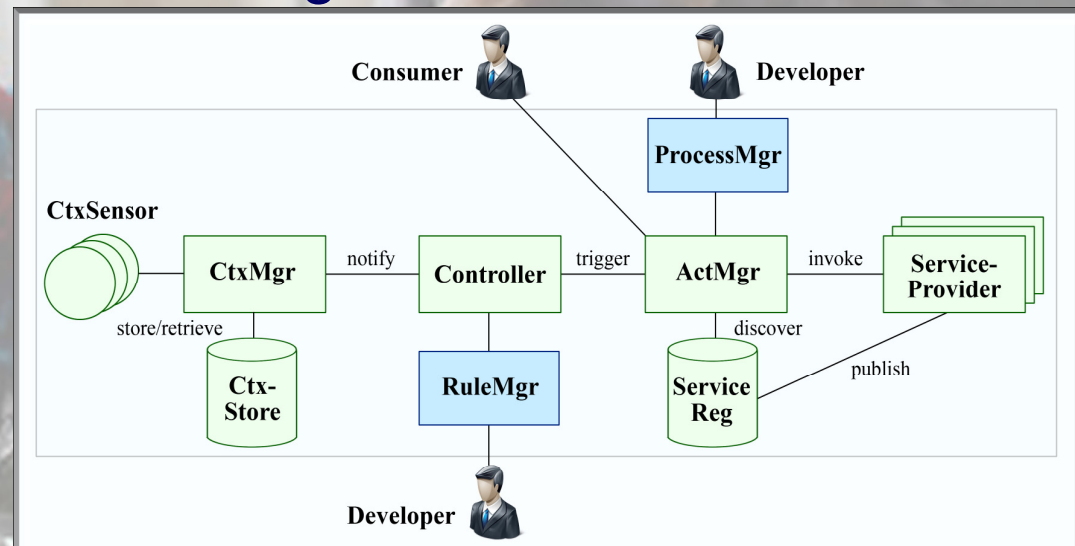 Consumer
Developer
ProcessMgr
CtxSensor
CtxMgr
notify
Controller
trigger
ActMgr
invoke
Service-
Provider
store/retrieve
discover
publish
Ctx-
Store
RuleMgr
Service
Reg
Developer